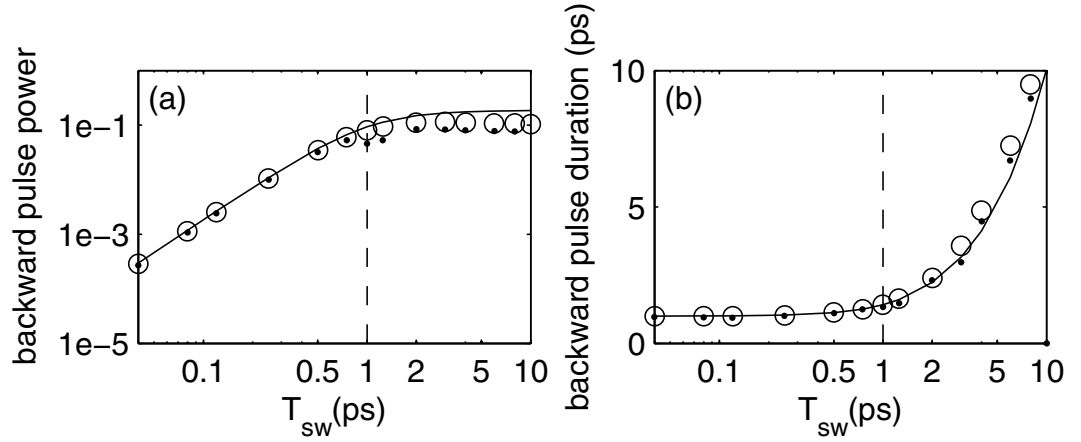 backward pulse power
(a)
1e−1
1e−3
1e−5
0.1
0.5
1
2
5
10
T_sw(ps)
backward pulse duration (ps)
(b)
10
5
0
0.1
0.5
1
2
5
10
T_sw(ps)